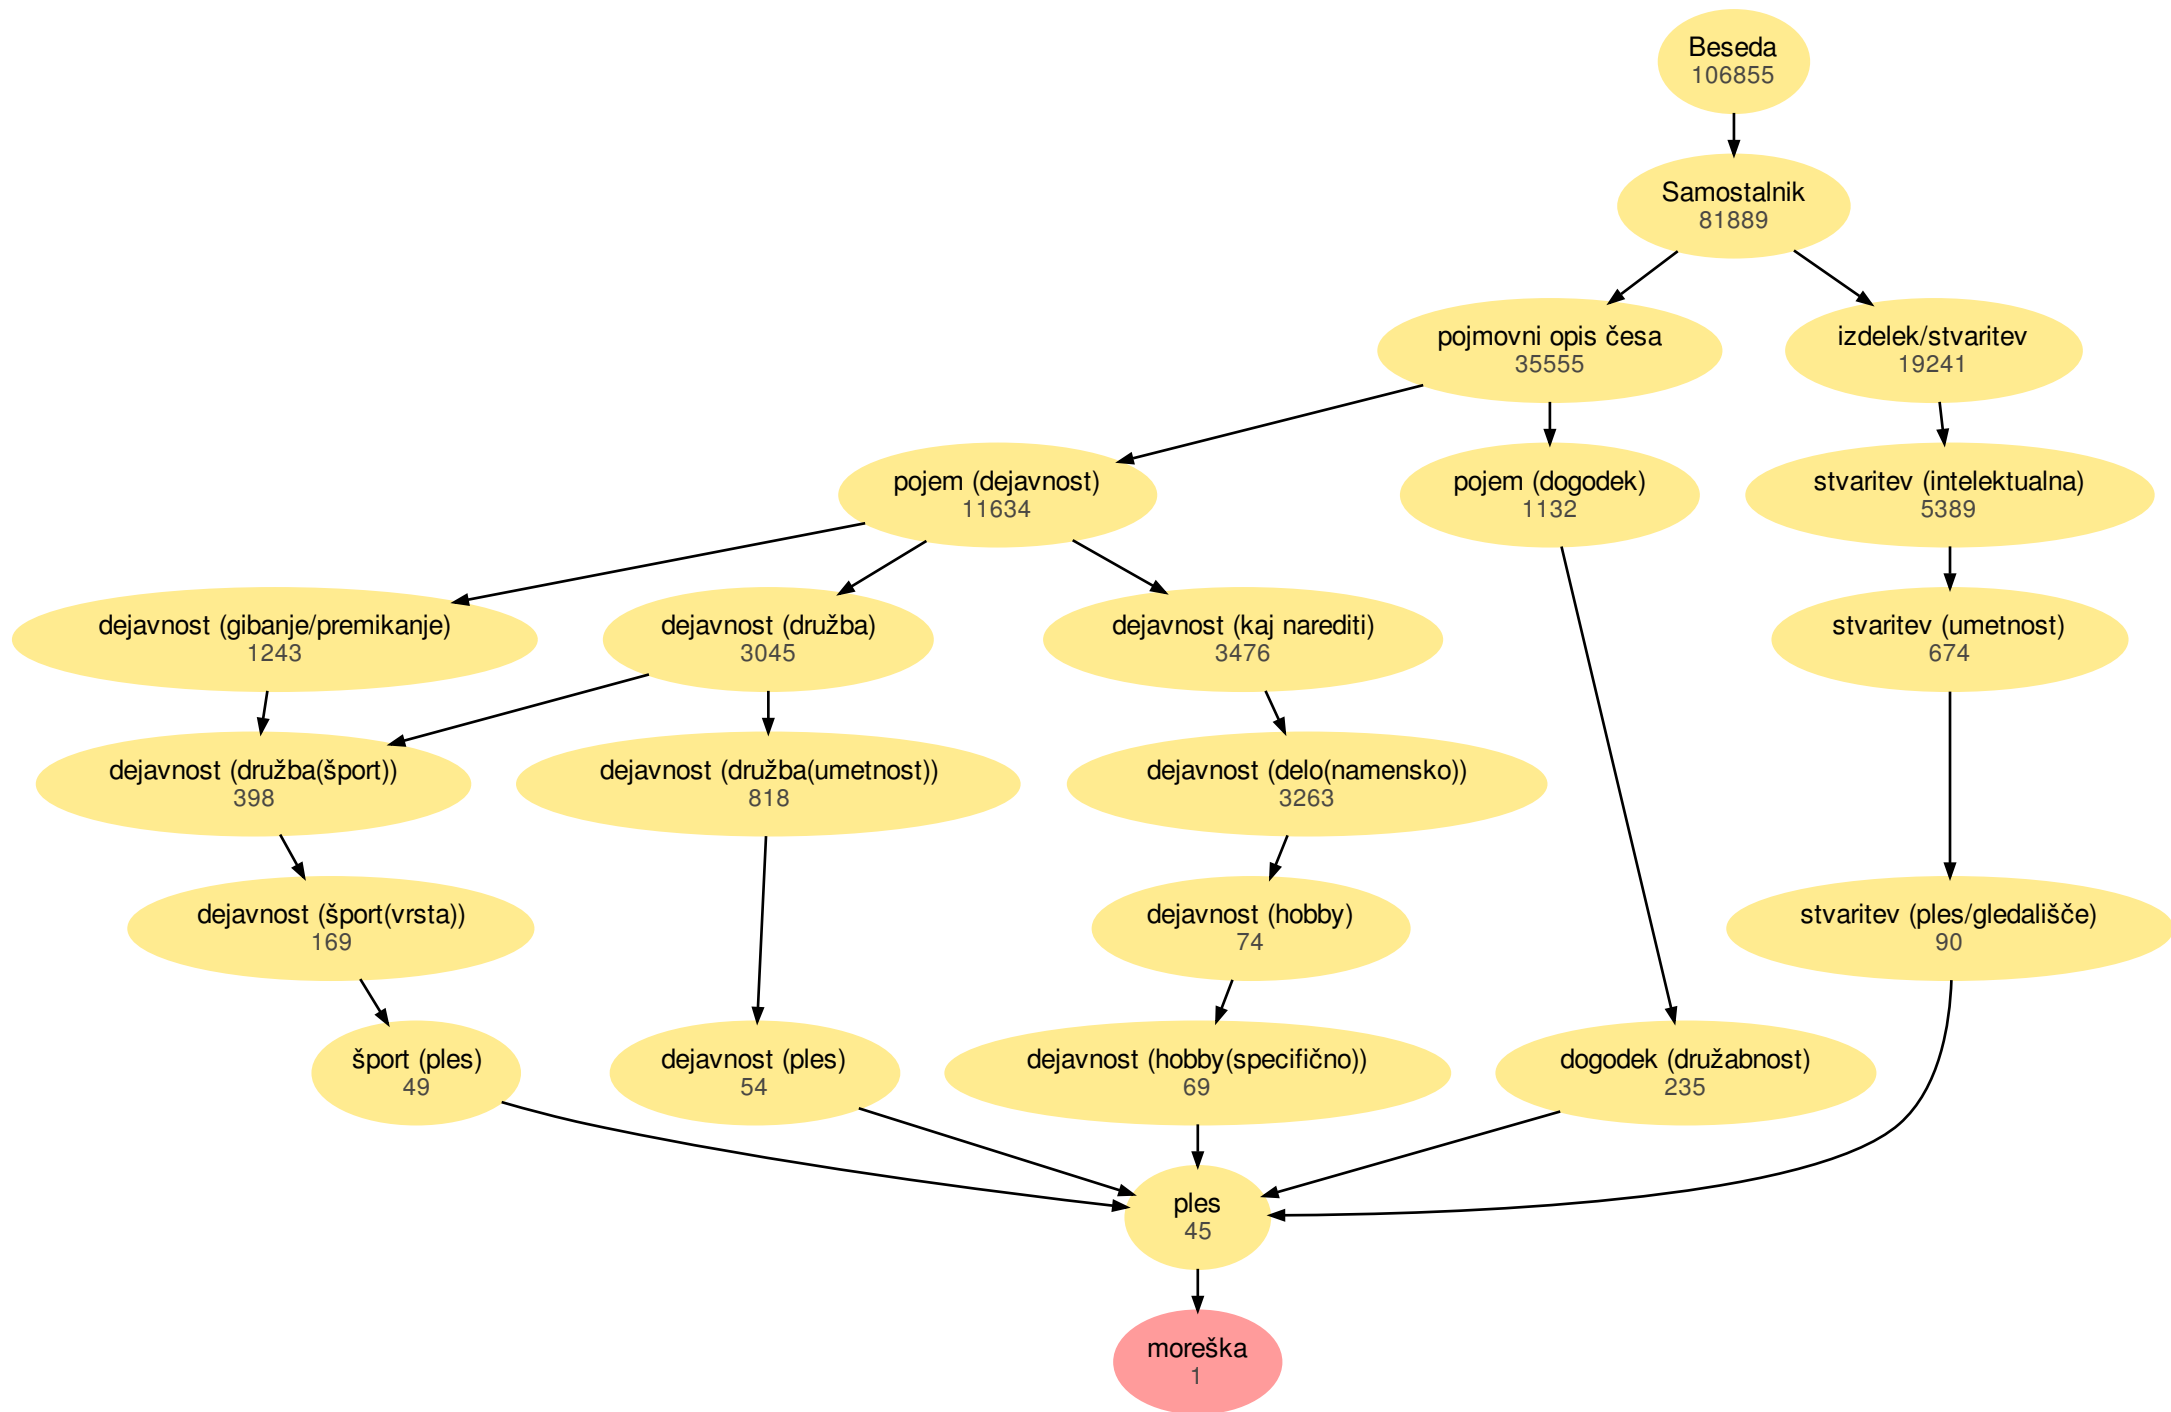 Beseda
106855
Samostalnik
81889
pojmovni opis česa
35555
izdelek/stvaritev
19241
pojem (dejavnost)
11634
pojem (dogodek)
1132
stvaritev (intelektualna)
5389
dejavnost (gibanje/premikanje)
1243
dejavnost (družba)
3045
dejavnost (kaj narediti)
3476
stvaritev (umetnost)
674
dejavnost (družba(šport))
398
dejavnost (družba(umetnost))
818
dejavnost (delo(namensko))
3263
dejavnost (šport(vrsta))
169
dejavnost (hobby)
74
stvaritev (ples/gledališče)
90
šport (ples)
49
dejavnost (ples)
54
dejavnost (hobby(specifično))
69
dogodek (družabnost)
235
ples
45
moreška
1